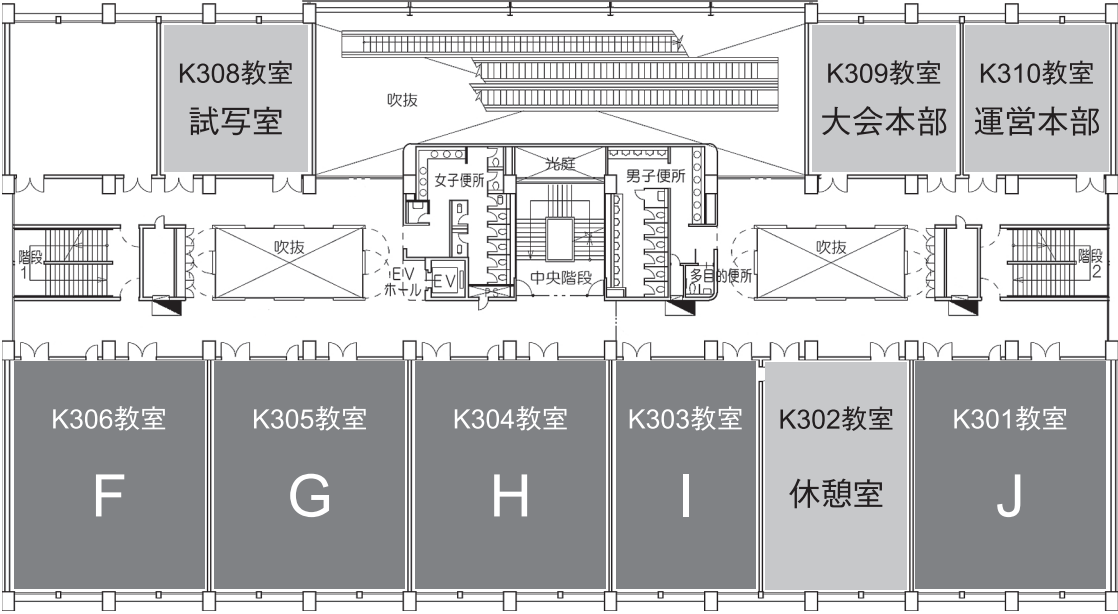 K308教室
試写室
吹抜
K309教室
大会本部
K310教室
運営本部
女子便所
光庭
男子便所
階段
1
吹抜
EV
ホール
EV
PS
中央階段
多目的便所
吹抜
階段
2
K306教室
F
K305教室
G
K304教室
H
K303教室
I
K302教室
休憩室
K301教室
J